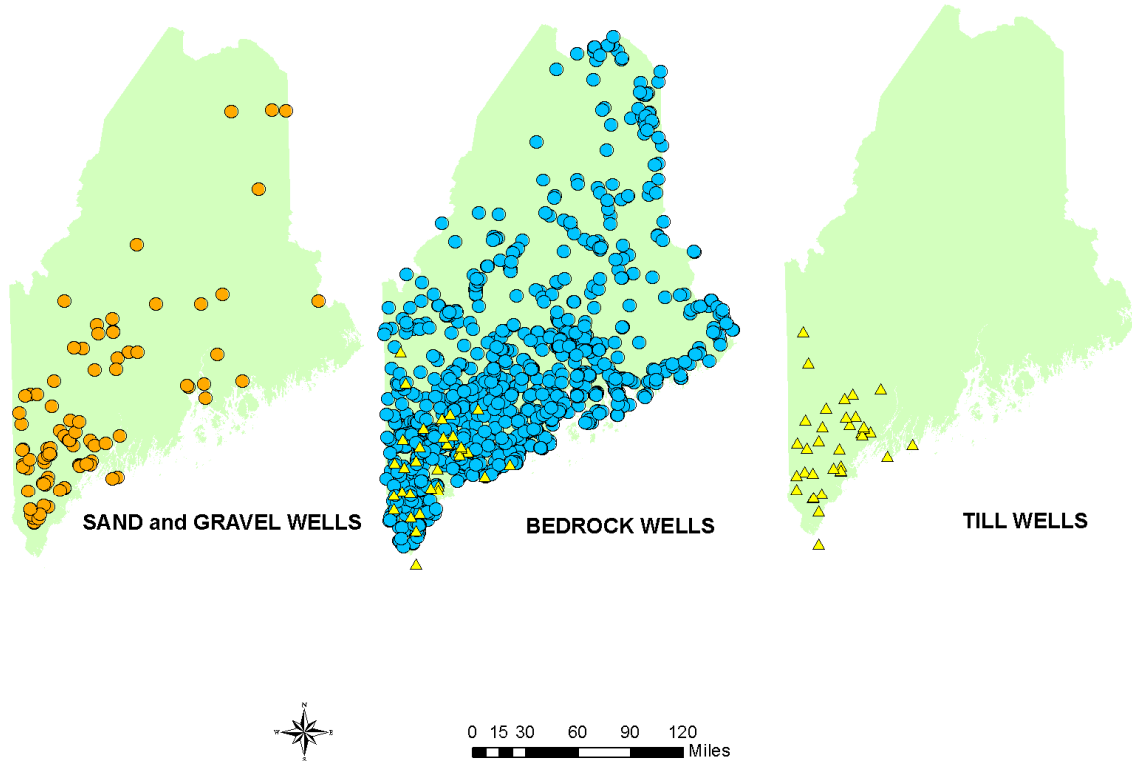 SAND and GRAVEL WELLS
BEDROCK WELLS
TILL WELLS
N
W E
S
0 15 30 60 90 120
Miles